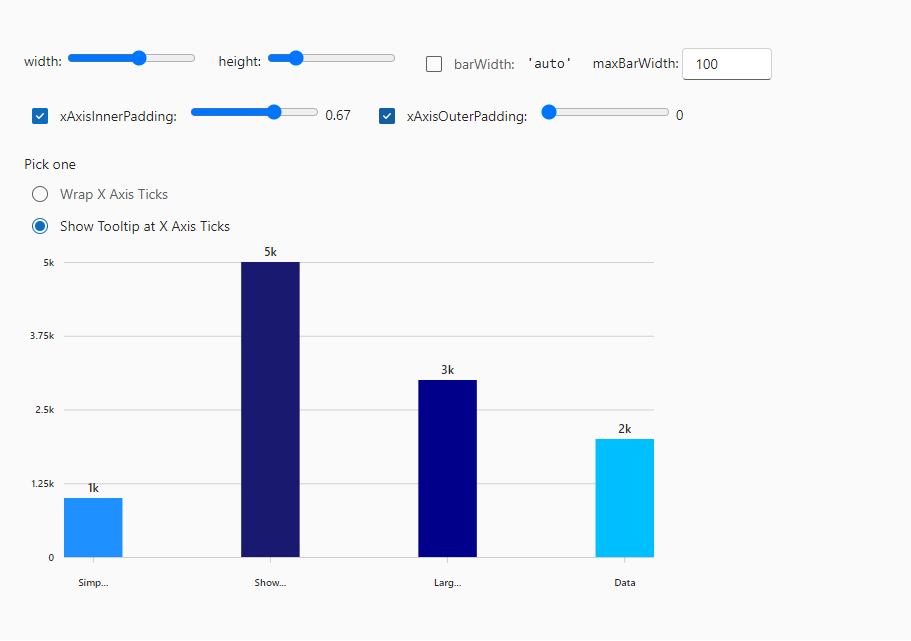 width: height: barWidth: 'auto' maxBarWidth: 100
xAxisInnerPadding: 0.67 xAxisOuterPadding: 0
Pick one
Wrap X Axis Ticks
Show Tooltip at X Axis Ticks
5k
5k
3.75k
3k
2.5k
2k
1.25k
1k
0
Simp... Show... Larg... Data